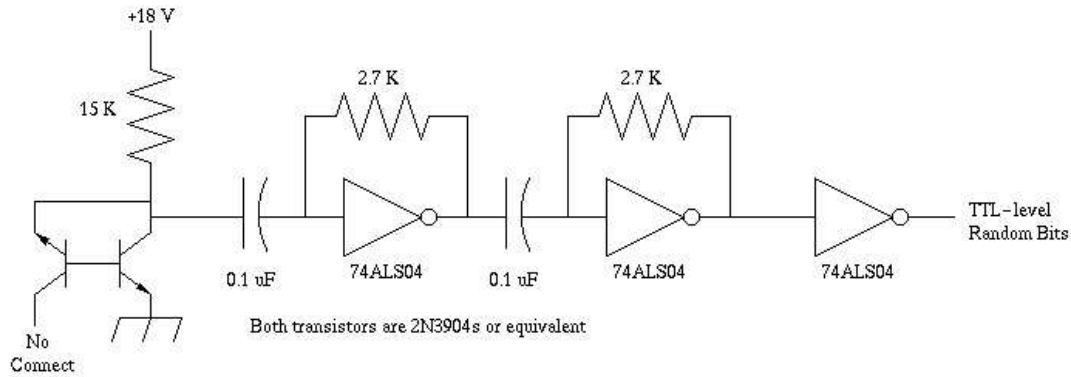 +18 V
15 K
2.7 K
2.7 K
0.1 uF
74ALS04
0.1 uF
74ALS04
74ALS04
TTL-level
Random Bits
Both transistors are 2N3904s or equivalent
No
Connect